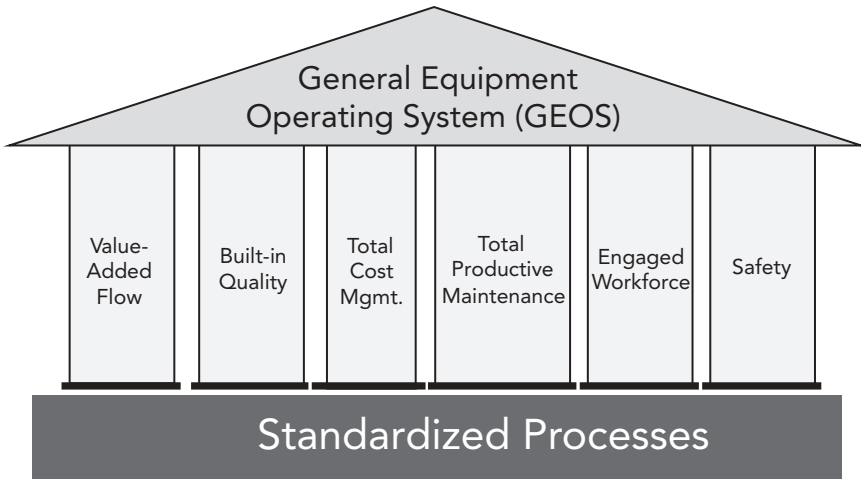 General Equipment
Operating System (GEOS)
Value-
Added
Flow
Built-in
Quality
Total
Cost
Mgmt.
Total
Productive
Maintenance
Engaged
Workforce
Safety
Standardized Processes